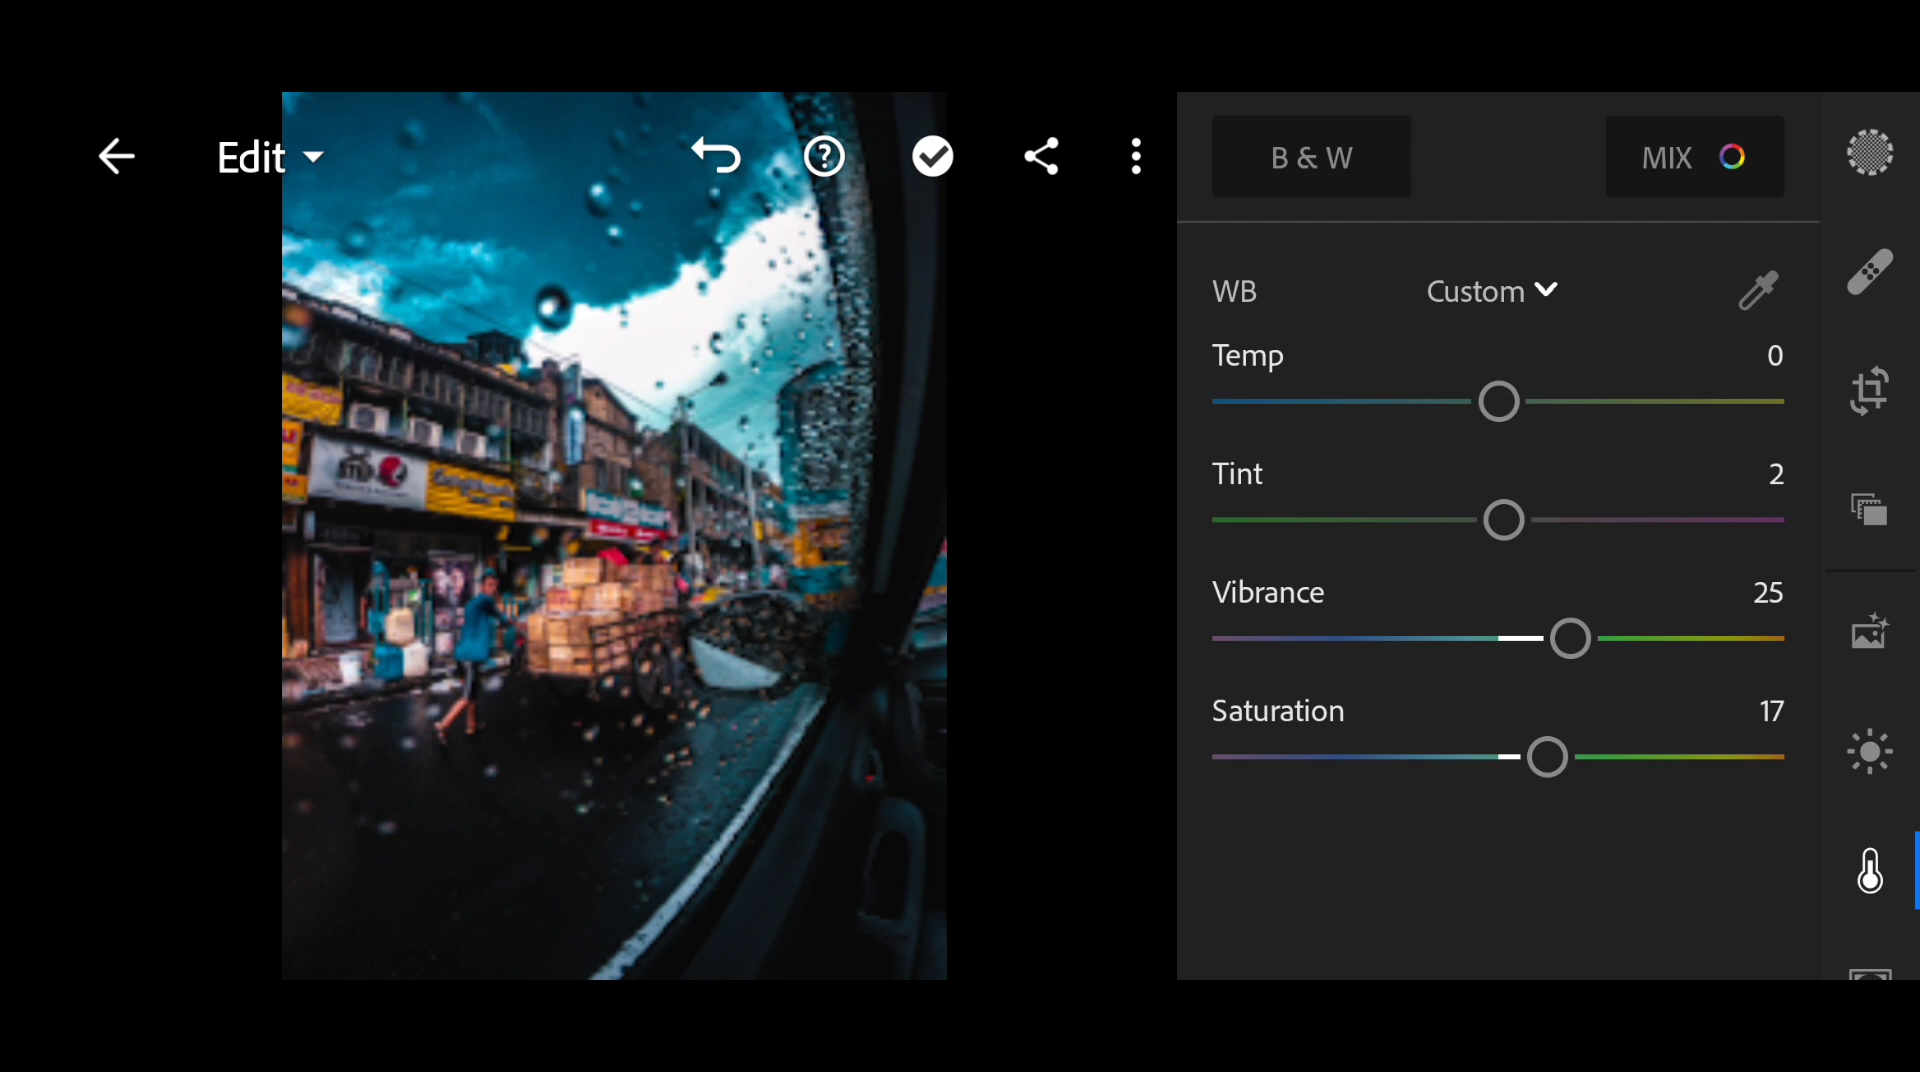 Edit
B & W
MIX
WB
Custom
Temp
0
Tint
2
Vibrance
25
Saturation
17